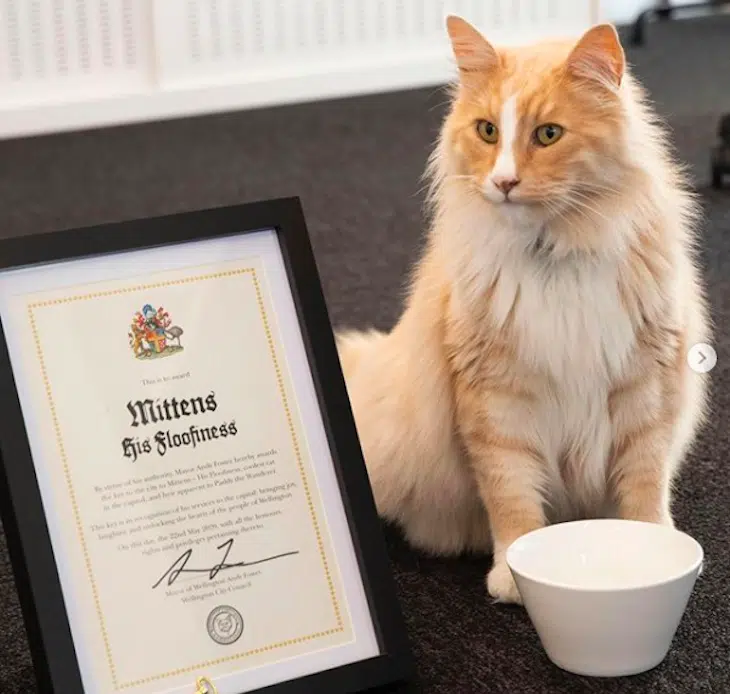 This is to award
Mittens
His Floofiness
By virtue of his authority, Mayor Andy Foster hereby awards
the key to the city to Mittens – His Floofiness, coolest cat
in the capital, and heir apparent to Paddy the Wanderer.
This key is in recognition of his services to the capital: bringing joy,
laughter, and unlocking the hearts of the people of Wellington.
On this day, the 22nd May 2020, with all the honours,
rights and privileges pertaining thereto.
Mayor of Wellington Andy Foster
Wellington City Council